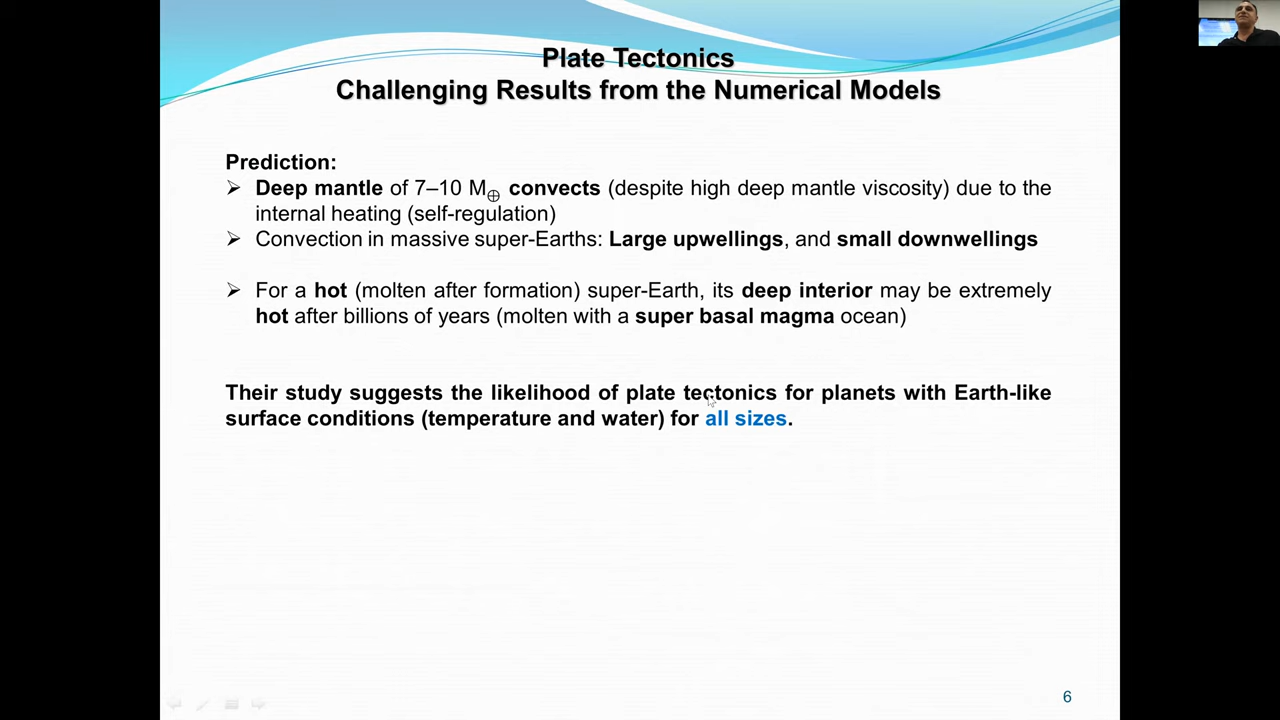 Plate Tectonics
Challenging Results from the Numerical Models
Prediction:
➢ Deep mantle of 7–10 M⊕ convects (despite high deep mantle viscosity) due to the
internal heating (self-regulation)
➢ Convection in massive super-Earths: Large upwellings, and small downwellings
➢ For a hot (molten after formation) super-Earth, its deep interior may be extremely
hot after billions of years (molten with a super basal magma ocean)
Their study suggests the likelihood of plate tectonics for planets with Earth-like
surface conditions (temperature and water) for all sizes.
6